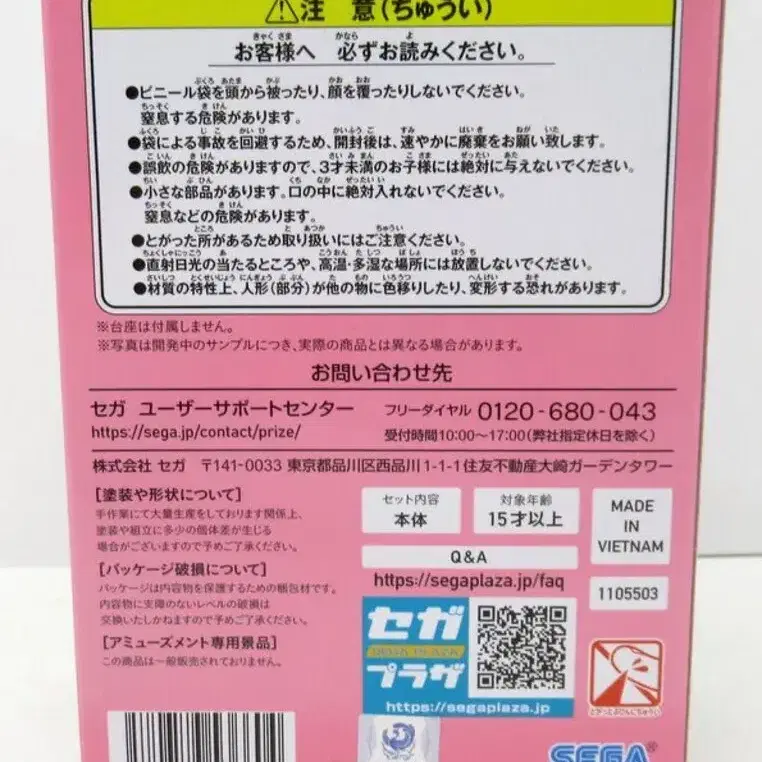 ⚠注 意(ちゅうい)
お客様へ 必ずお読みください。
●ビニール袋を頭から被ったり、顔を覆ったりしないでください。
窒息する危険があります。
●袋による事故を回避するため、開封後は、速やかに廃棄をお願い致します。
●誤飲の危険がありますので、3才未満のお子様には絶対に与えないでください。
●小さな部品があります。口の中に絶対入れないでください。
窒息などの危険があります。
●とがった所があるため取り扱いにはご注意ください。
●直射日光の当たるところや、高温・多湿な場所には放置しないでください。
●材質の特性上、人形(部分)が他の物に色移りしたり、変形する恐れがあります。
※台座は付属しません。
※写真は開発中のサンプルにつき、実際の商品とは異なる場合があります。
お問い合わせ先
セガ ユーザーサポートセンター
https://sega.jp/contact/prize/
フリーダイヤル 0120-680-043
受付時間10:00〜17:00(弊社指定休日を除く)
株式会社 セガ 〒141-0033 東京都品川区西品川1-1-1住友不動産大崎ガーデンタワー
[塗装や形状について]
手作業にて大量生産をしております関係上、
塗装や組立に多少の個体差が生じる
場合がございますので予めご了承ください。
[パッケージ破損について]
パッケージは内容物を保護するための梱包材です。
内容物に支障のないレベルの破損は
交換いたしかねますので予めご了承ください。
[アミューズメント専用景品]
この商品は一般販売されておりません。
セット内容
本体
対象年齢
15才以上
MADE
IN
VIETNAM
Q&A
https://segaplaza.jp/faq
1105503
セガ
SEGA PLAZA
プラザ
https://segaplaza.jp
とがったぶぶんにちゅうい
SEGA®